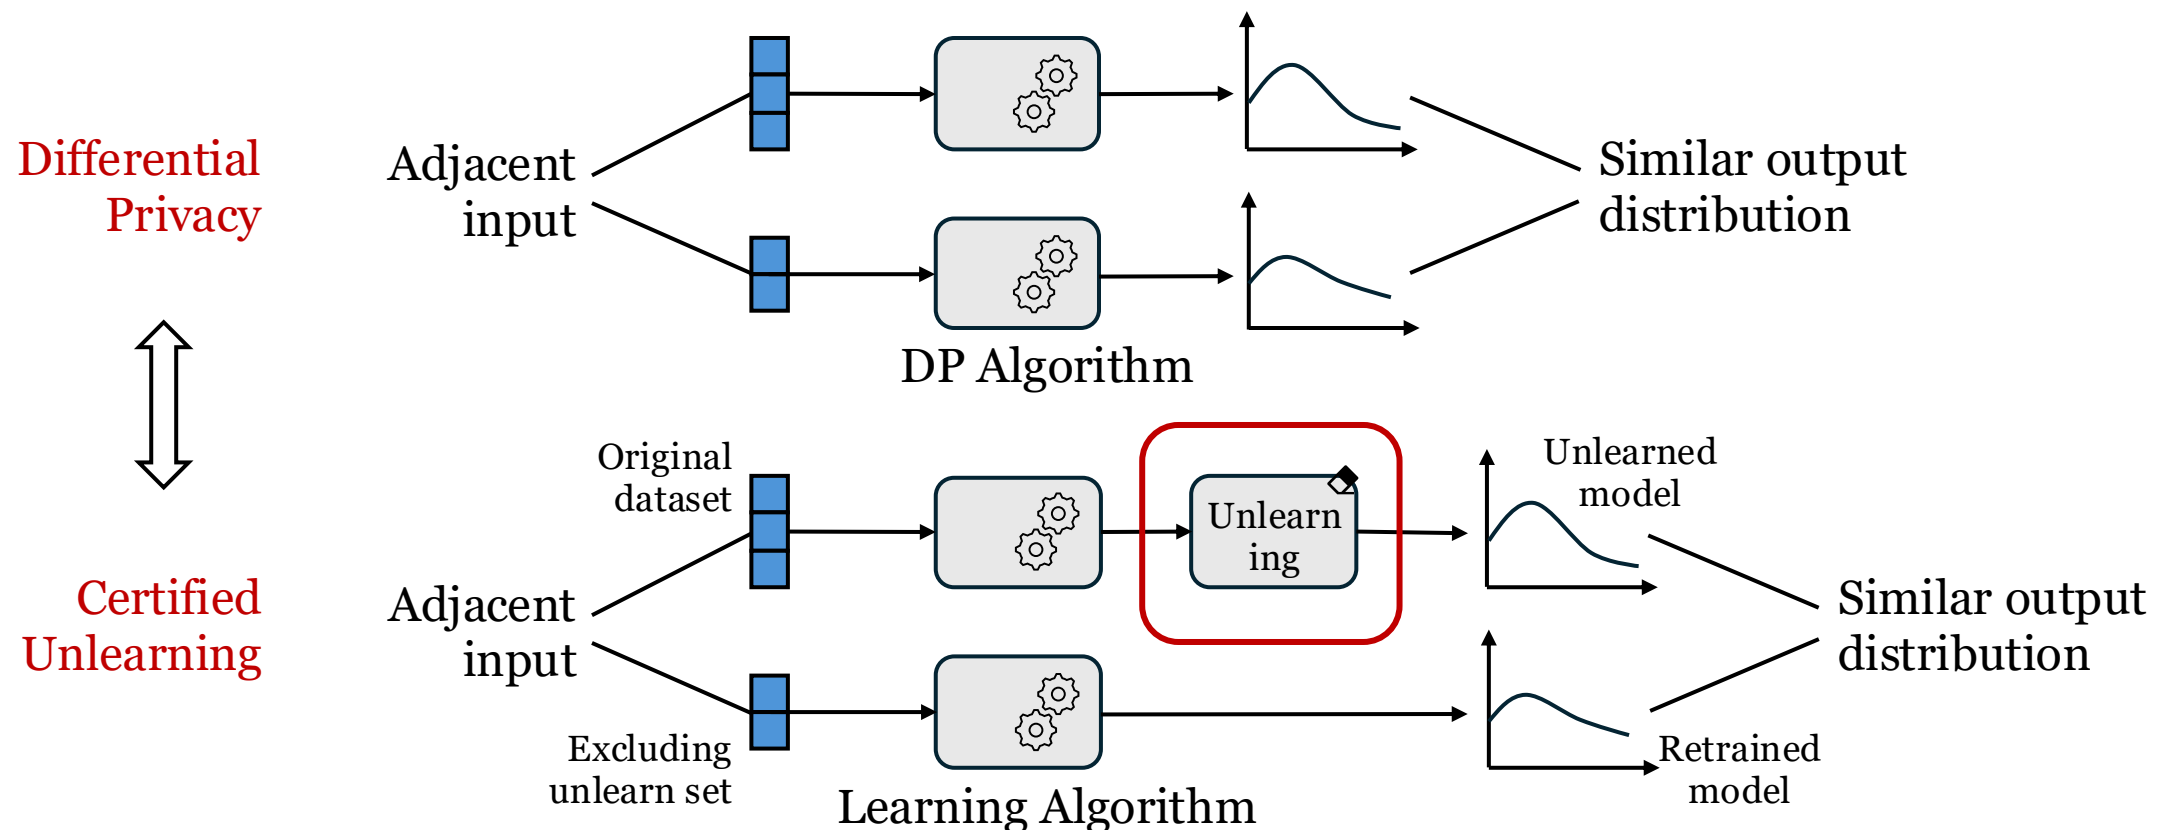 Differential
Privacy
Adjacent
input
Similar output
distribution
DP Algorithm
Original
dataset
Unlearn
ing
Unlearned
model
Certified
Unlearning
Adjacent
input
Similar output
distribution
Excluding
unlearn set
Retrained
model
Learning Algorithm